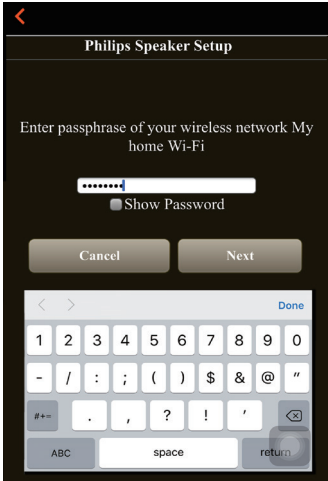 Philips Speaker Setup
Enter passphrase of your wireless network My
home Wi-Fi
••••••••
Show Password
Cancel Next
Done
1 2 3 4 5 6 7 8 9 0
- / : ; ( ) $ & @ "
#+= . , ? ! '
ABC space return